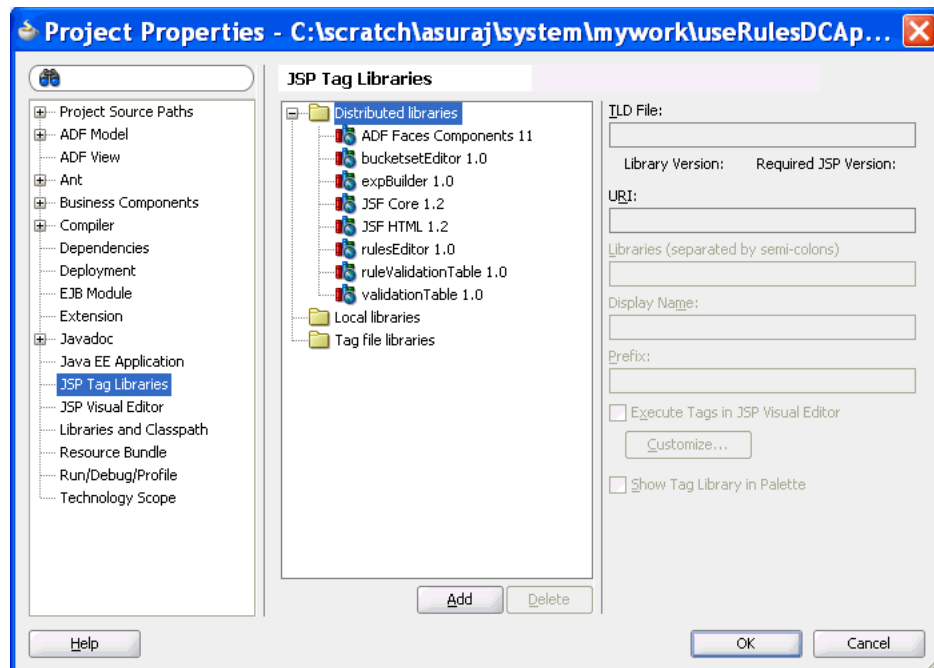 Project Properties - C:\scratch\asuraj\system\mywork\useRulesDCAp...
JSP Tag Libraries
Project Source Paths
ADF Model
ADF View
Ant
Business Components
Compiler
Dependencies
Deployment
EJB Module
Extension
Javadoc
Java EE Application
JSP Tag Libraries
JSP Visual Editor
Libraries and Classpath
Resource Bundle
Run/Debug/Profile
Technology Scope
Distributed libraries
ADF Faces Components 11
bucketsetEditor 1.0
expBuilder 1.0
JSF Core 1.2
JSF HTML 1.2
rulesEditor 1.0
ruleValidationTable 1.0
validationTable 1.0
Local libraries
Tag file libraries
TLD File:
Library Version: Required JSP Version:
URI:
Libraries (separated by semi-colons)
Display Name:
Prefix:
Execute Tags in JSP Visual Editor
Customize...
Show Tag Library in Palette
Add Delete
Help OK Cancel